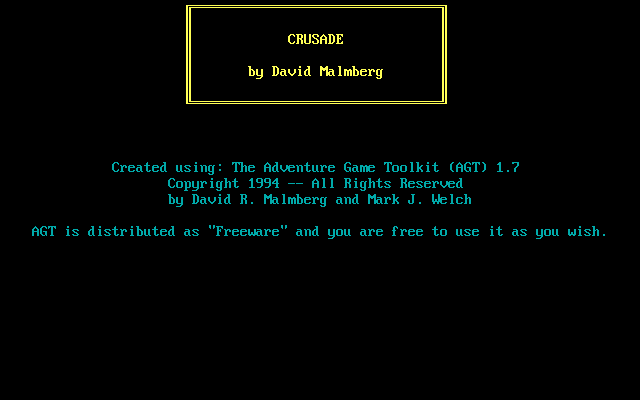 CRUSADE
by David Malmberg
Created using: The Adventure Game Toolkit (AGT) 1.7
Copyright 1994 -- All Rights Reserved
by David R. Malmberg and Mark J. Welch
AGT is distributed as "Freeware" and you are free to use it as you wish.